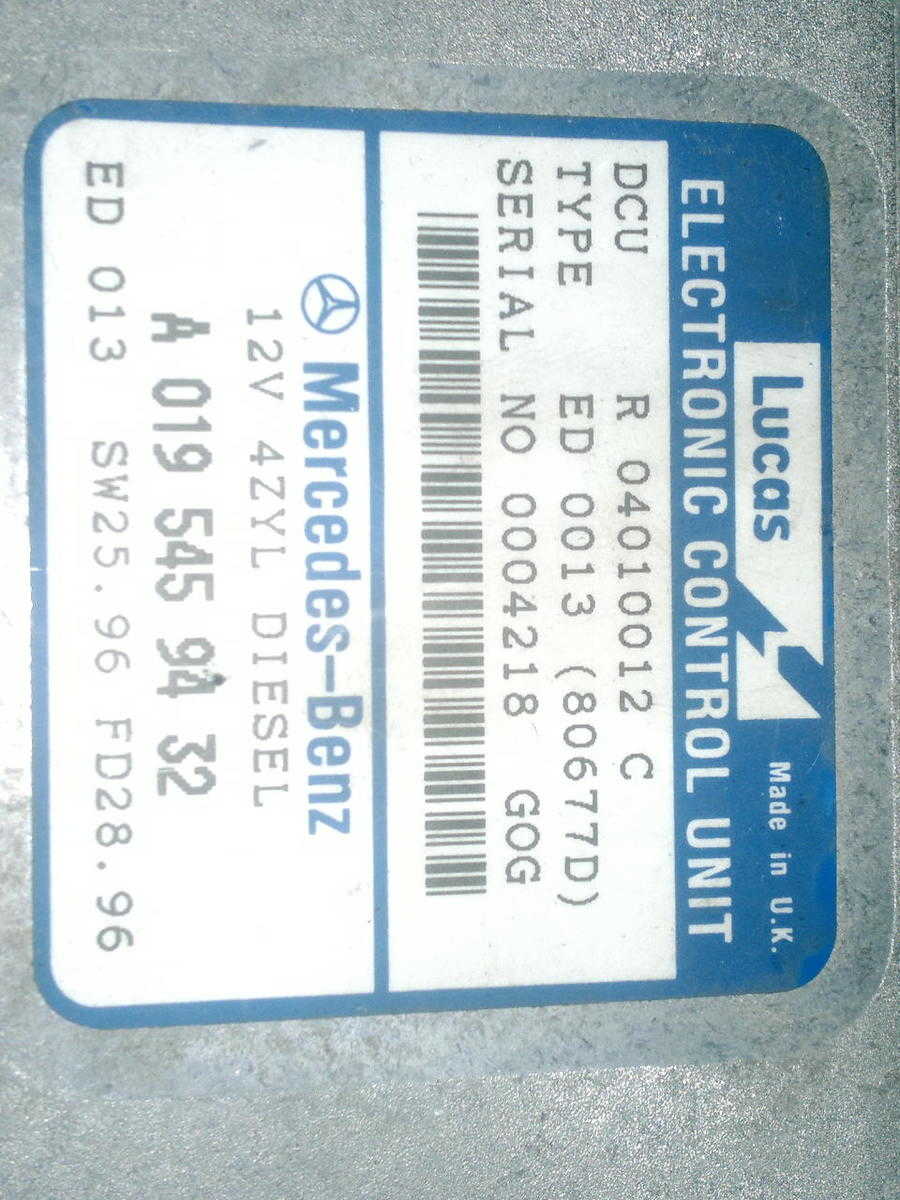 Lucas
Made in U.K.
ELECTRONIC CONTROL UNIT
DCU R 04010012 C
TYPE ED 0013 (80677D)
SERIAL NO 0004218 GOG
Mercedes-Benz
12V 4ZYL DIESEL
A 019 545 94 32
ED 013 SW25.96 FD28.96